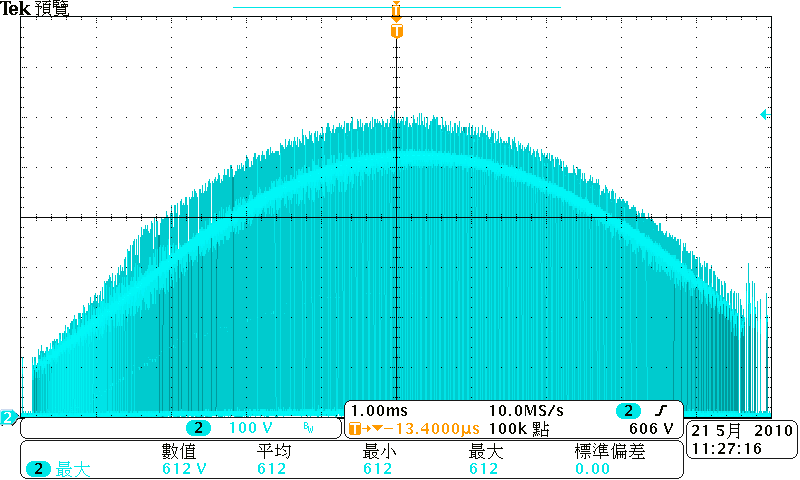 Tek 預覽
T
T
2
2 100 V BW
1.00ms 10.0MS/s 2
T→▼−13.4000μs 100k 點 606 V
21 5月 2010
11:27:16
數值 平均 最小 最大 標準偏差
2 最大 612 V 612 612 612 0.00